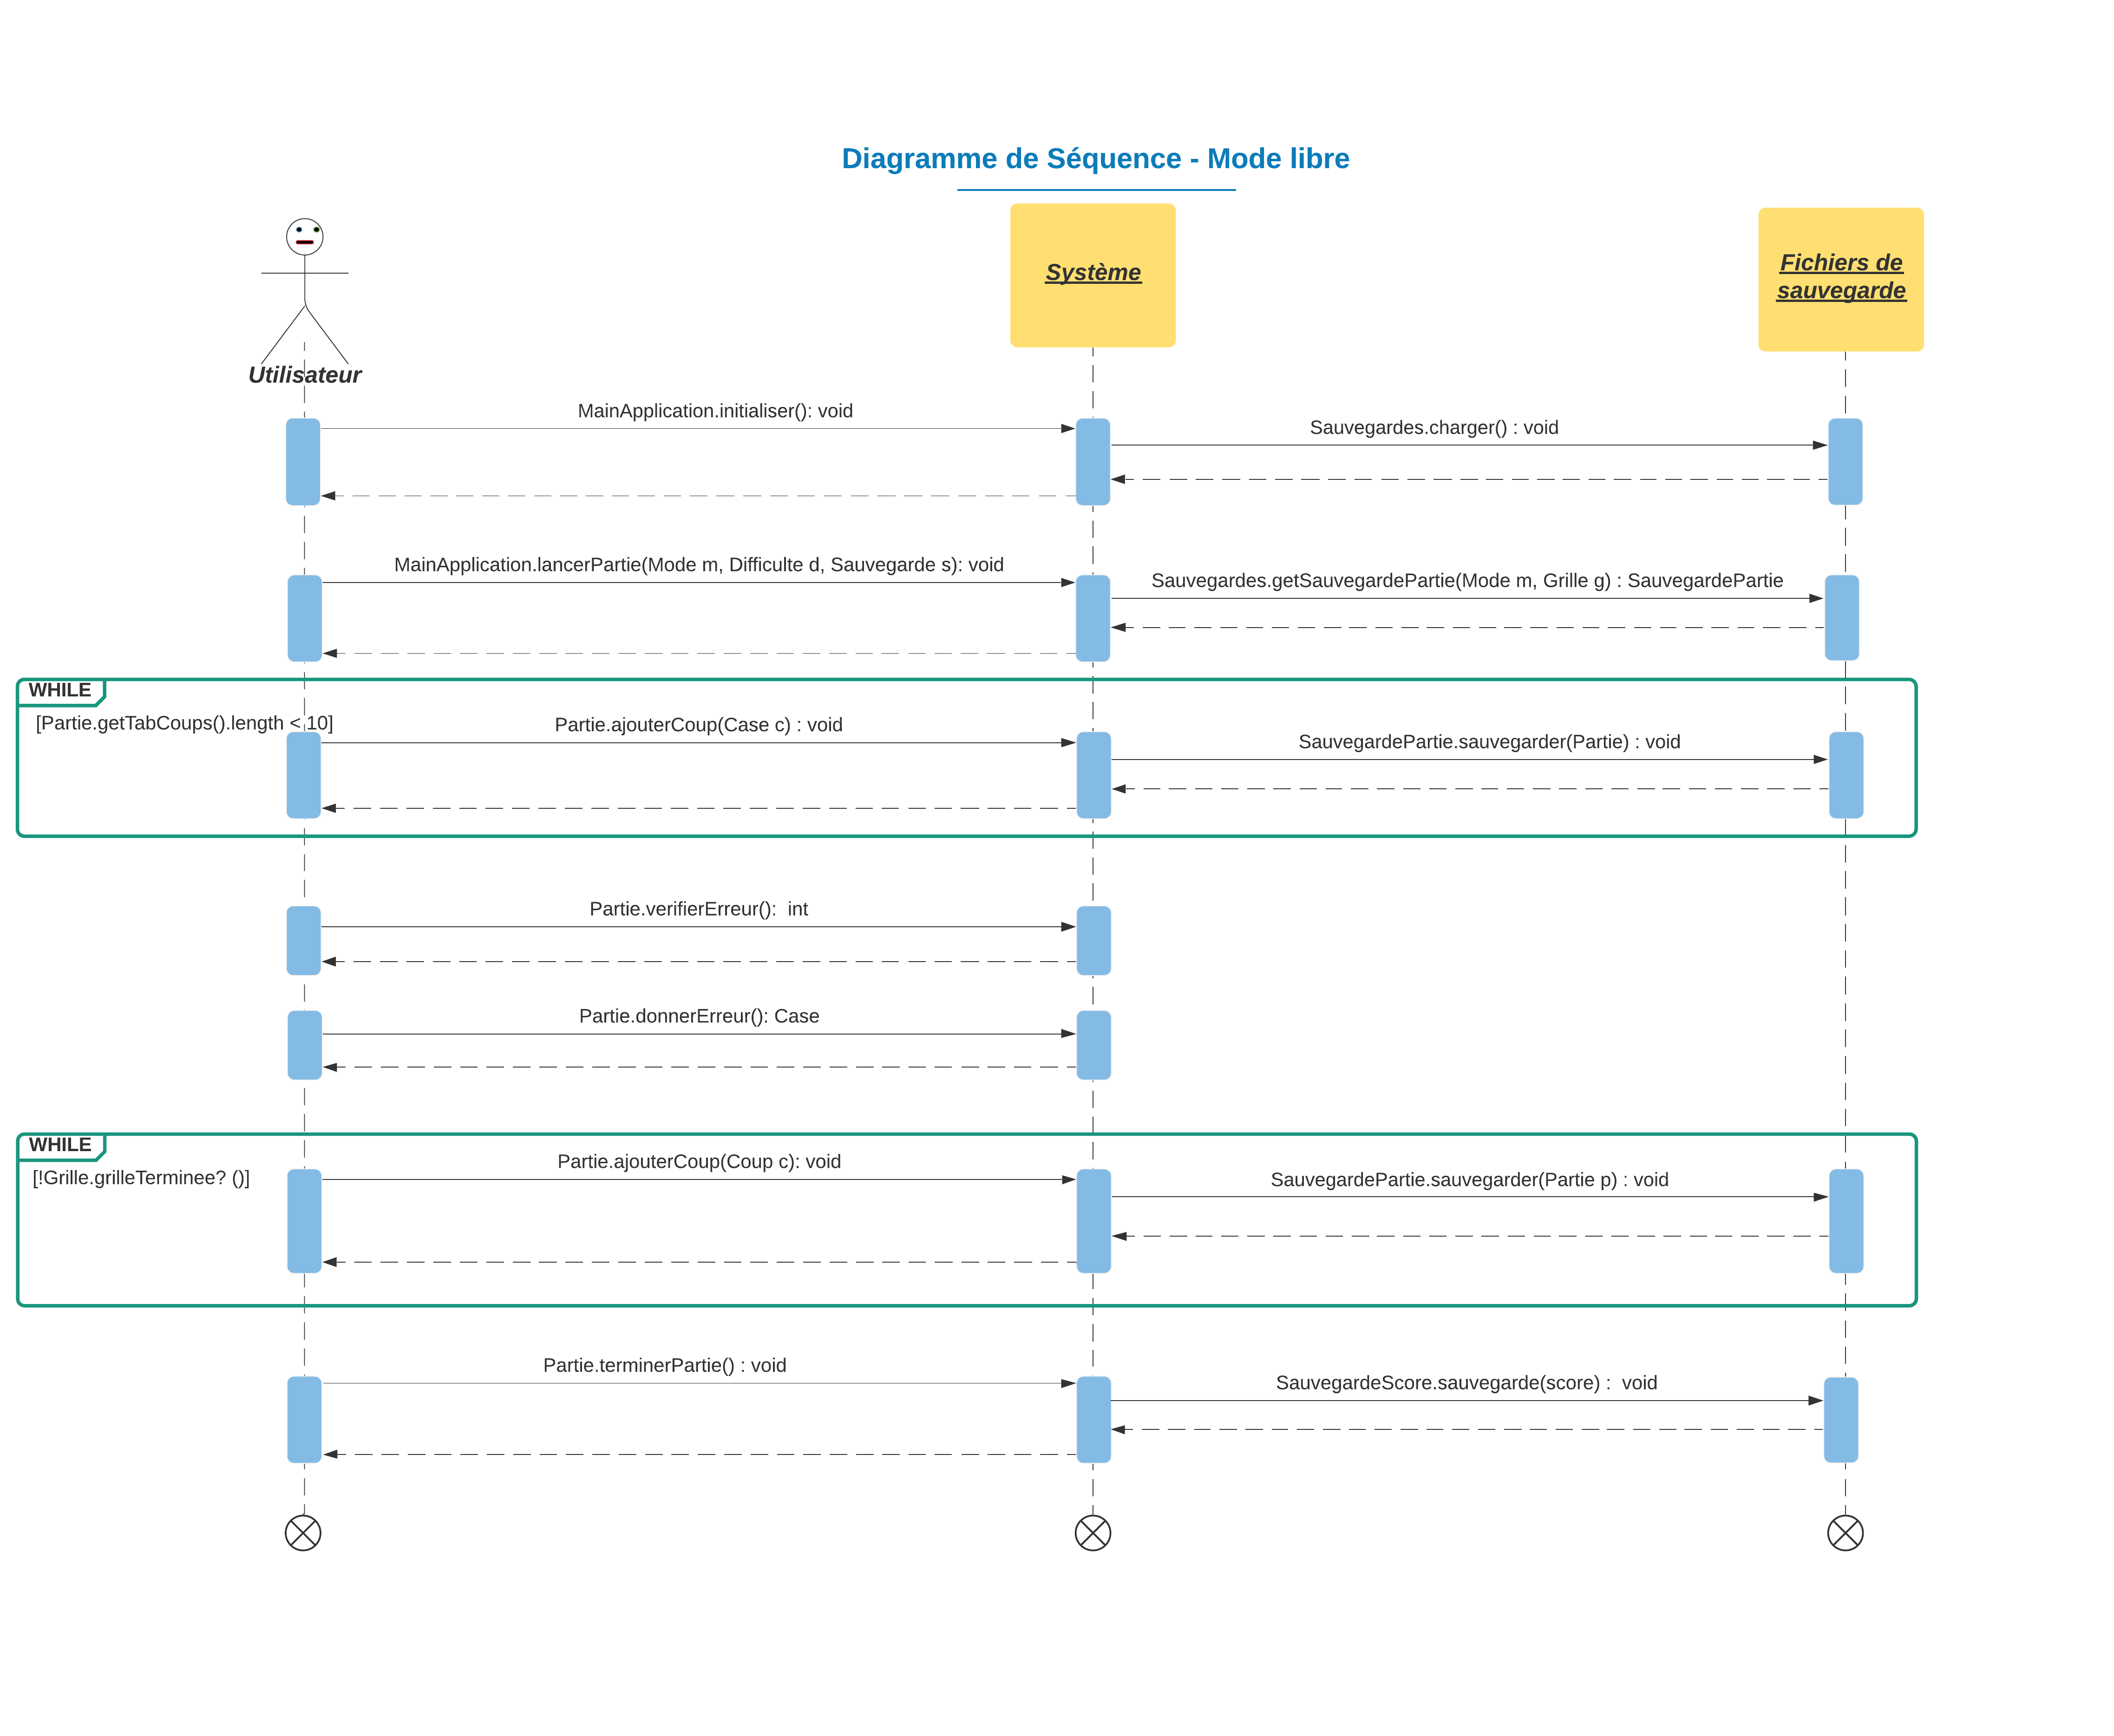 Diagramme de Séquence - Mode libre
Système
Fichiers de
sauvegarde
Utilisateur
MainApplication.initialiser(): void
Sauvegardes.charger() : void
MainApplication.lancerPartie(Mode m, Difficulte d, Sauvegarde s): void
Sauvegardes.getSauvegardePartie(Mode m, Grille g) : SauvegardePartie
WHILE
[Partie.getTabCoups().length < 10]
Partie.ajouterCoup(Case c) : void
SauvegardePartie.sauvegarder(Partie) : void
Partie.verifierErreur():  int
Partie.donnerErreur(): Case
WHILE
[!Grille.grilleTerminee? ()]
Partie.ajouterCoup(Coup c): void
SauvegardePartie.sauvegarder(Partie p) : void
Partie.terminerPartie() : void
SauvegardeScore.sauvegarde(score) :  void